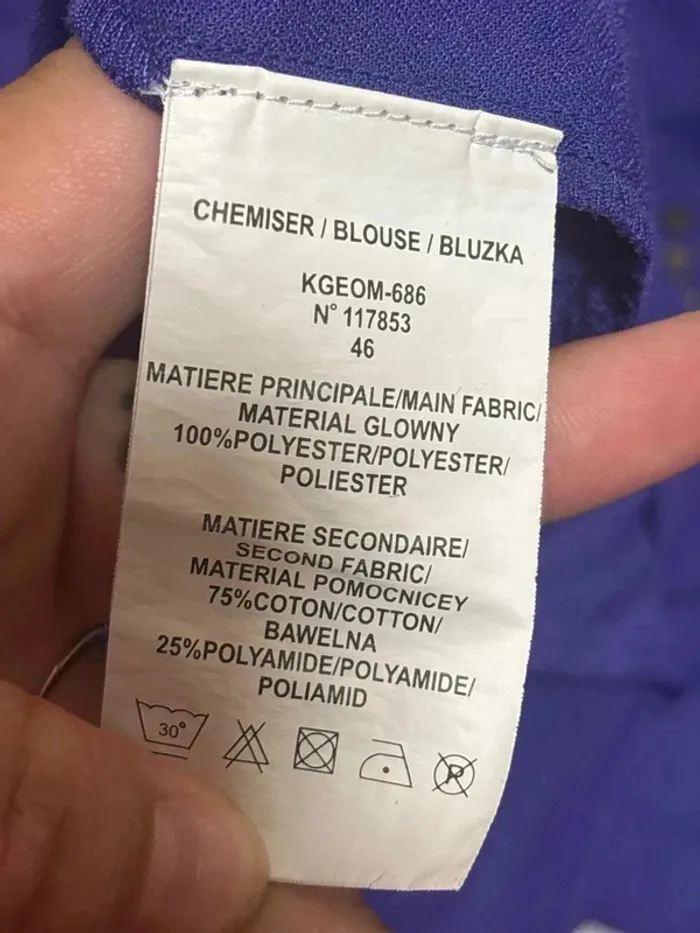 CHEMISER / BLOUSE / BLUZKA
KGEOM-686
N° 117853
46
MATIERE PRINCIPALE/MAIN FABRIC/
MATERIAL GLOWNY
100%POLYESTER/POLYESTER/
POLIESTER
MATIERE SECONDAIRE/
SECOND FABRIC/
MATERIAL POMOCNICEY
75%COTON/COTTON/
BAWELNA
25%POLYAMIDE/POLYAMIDE/
POLIAMID
30°
P